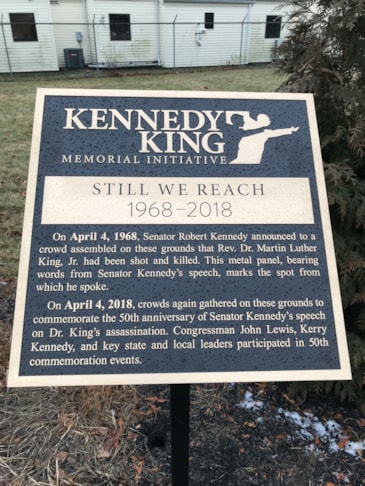 KENNEDY
KING
MEMORIAL INITIATIVE
STILL WE REACH
1968-2018
On April 4, 1968, Senator Robert Kennedy announced to a
crowd assembled on these grounds that Rev. Dr. Martin Luther
King, Jr. had been shot and killed. This metal panel, bearing
words from Senator Kennedy's speech, marks the spot from
which he spoke.
On April 4, 2018, crowds again gathered on these grounds to
commemorate the 50th anniversary of Senator Kennedy's speech
on Dr. King's assassination. Congressman John Lewis, Kerry
Kennedy, and key state and local leaders participated in 50th
commemoration events.